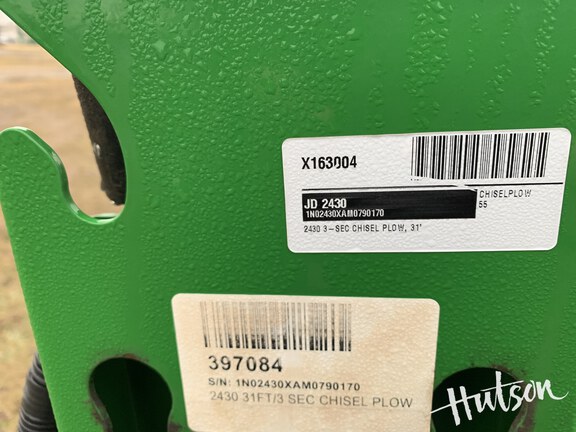 X163004
JD 2430
CHISELPLOW
1N02430XAM0790170
55
2430 3-SEC CHISEL PLOW, 31'
397084
S/N: 1N02430XAM0790170
2430 31FT/3 SEC CHISEL PLOW
Hutson